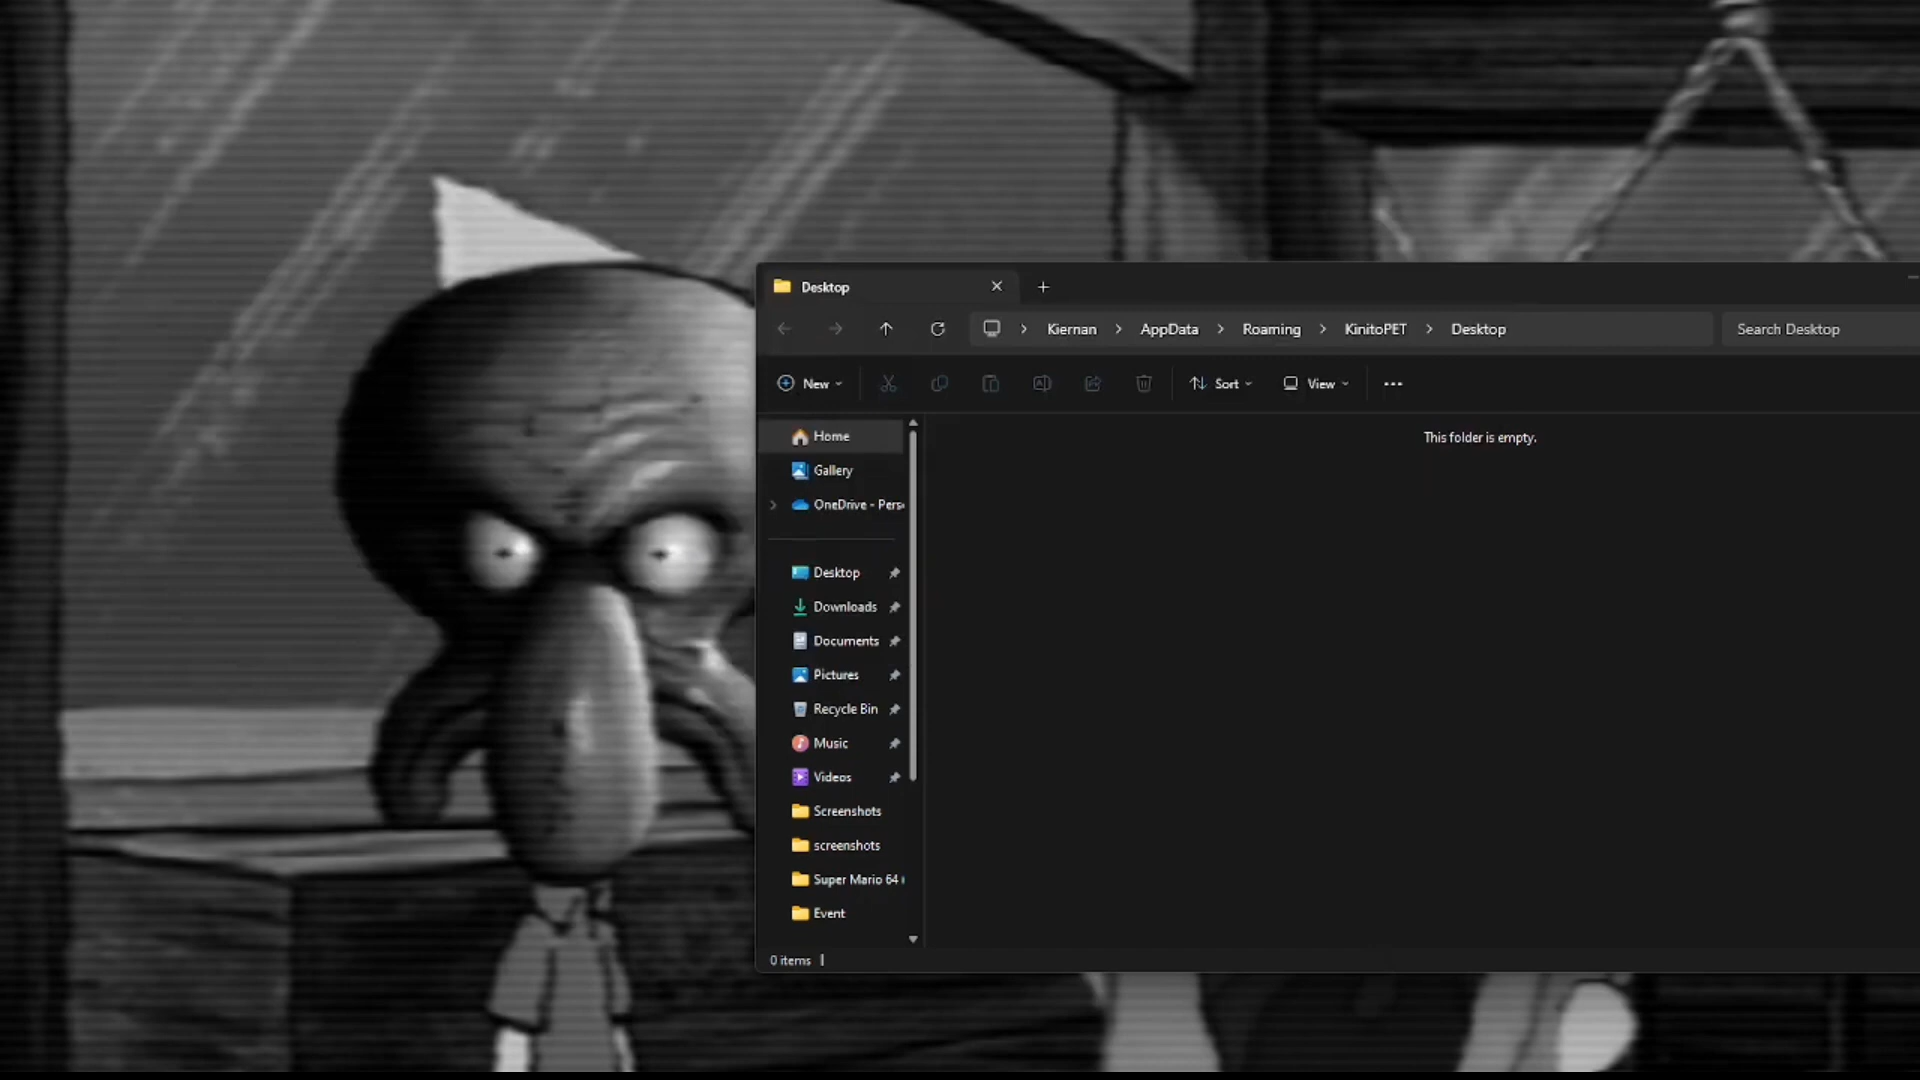 Desktop
Kiernan > AppData > Roaming > KinitoPET > Desktop
Search Desktop
New
Sort
View
Home
This folder is empty.
Gallery
OneDrive - Pers
Desktop
Downloads
Documents
Pictures
Recycle Bin
Music
Videos
Screenshots
screenshots
Super Mario 64
Event
0 items